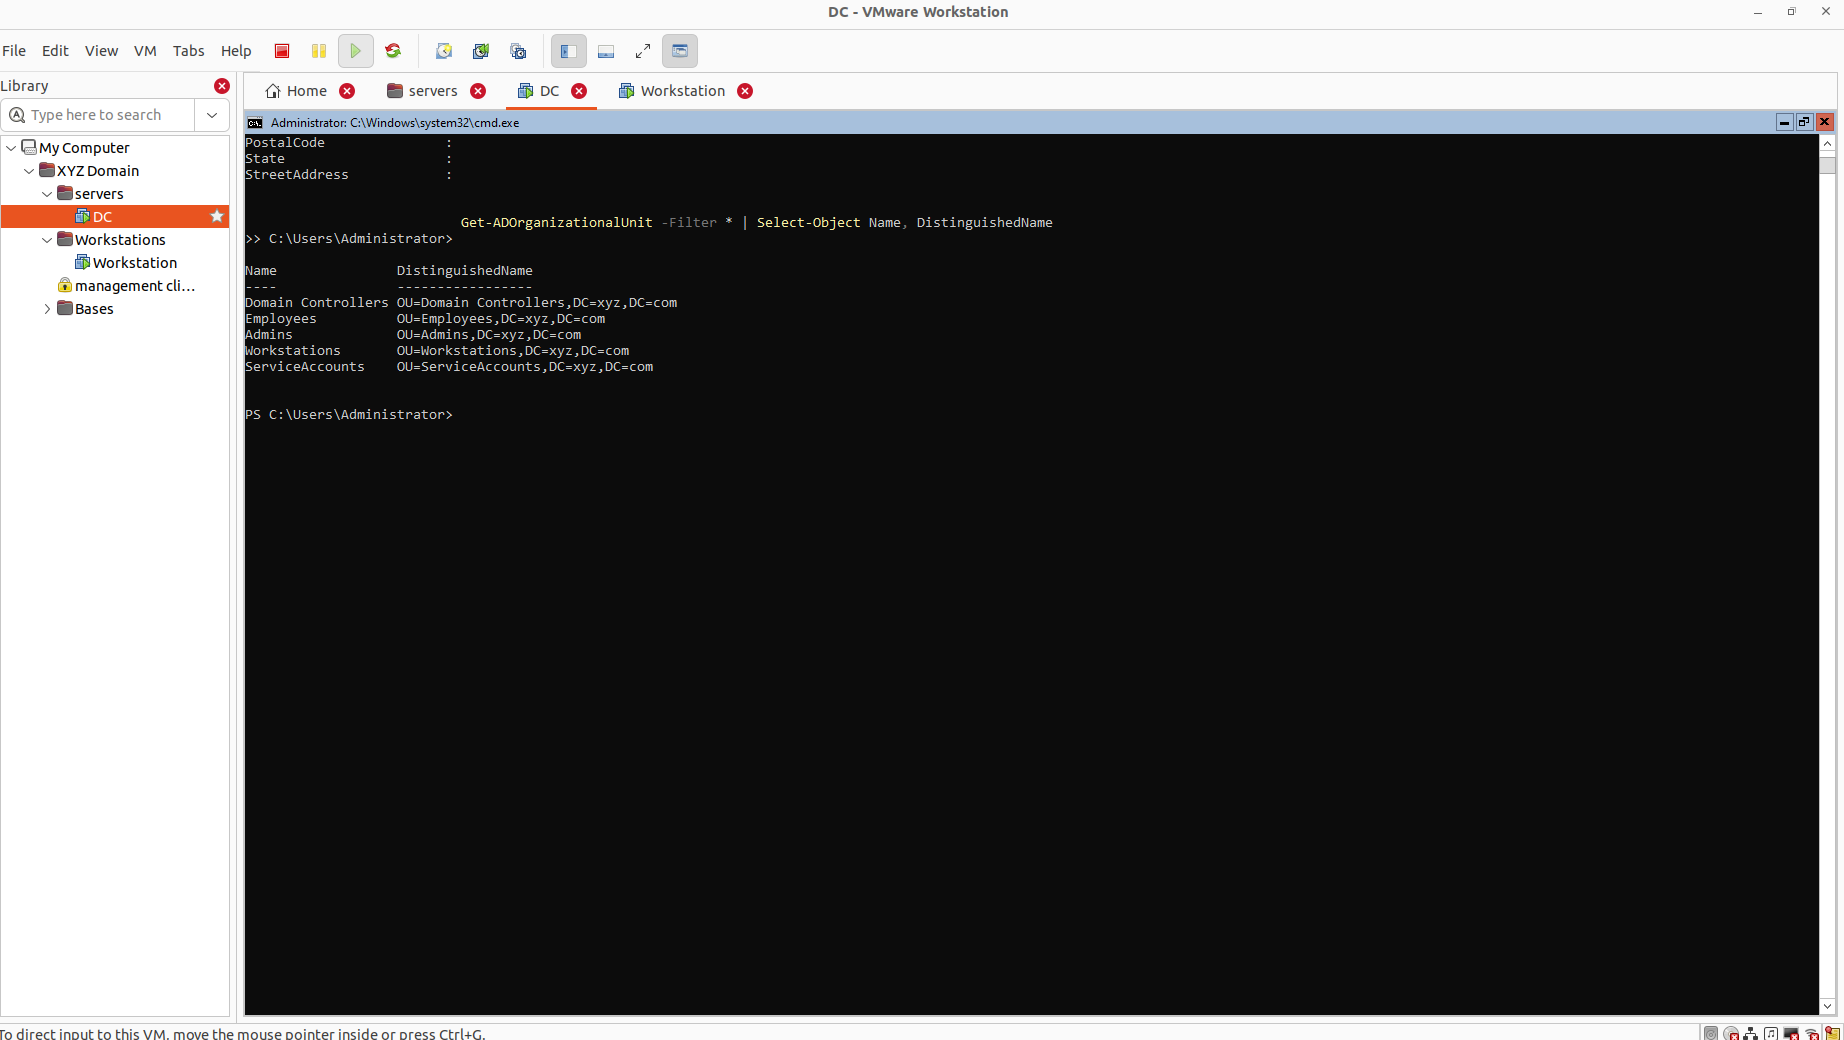 DC - VMware Workstation
File Edit View VM Tabs Help
Library
Type here to search
My Computer
XYZ Domain
servers
DC
Workstations
Workstation
management cli...
Bases
Home servers DC Workstation
Administrator: C:\Windows\system32\cmd.exe
PostalCode :
State :
StreetAddress :
Get-ADOrganizationalUnit -Filter * | Select-Object Name, DistinguishedName
>> C:\Users\Administrator>
Name DistinguishedName
---- -----------------
Domain Controllers OU=Domain Controllers,DC=xyz,DC=com
Employees OU=Employees,DC=xyz,DC=com
Admins OU=Admins,DC=xyz,DC=com
Workstations OU=Workstations,DC=xyz,DC=com
ServiceAccounts OU=ServiceAccounts,DC=xyz,DC=com
PS C:\Users\Administrator>
To direct input to this VM, move the mouse pointer inside or press Ctrl+G.